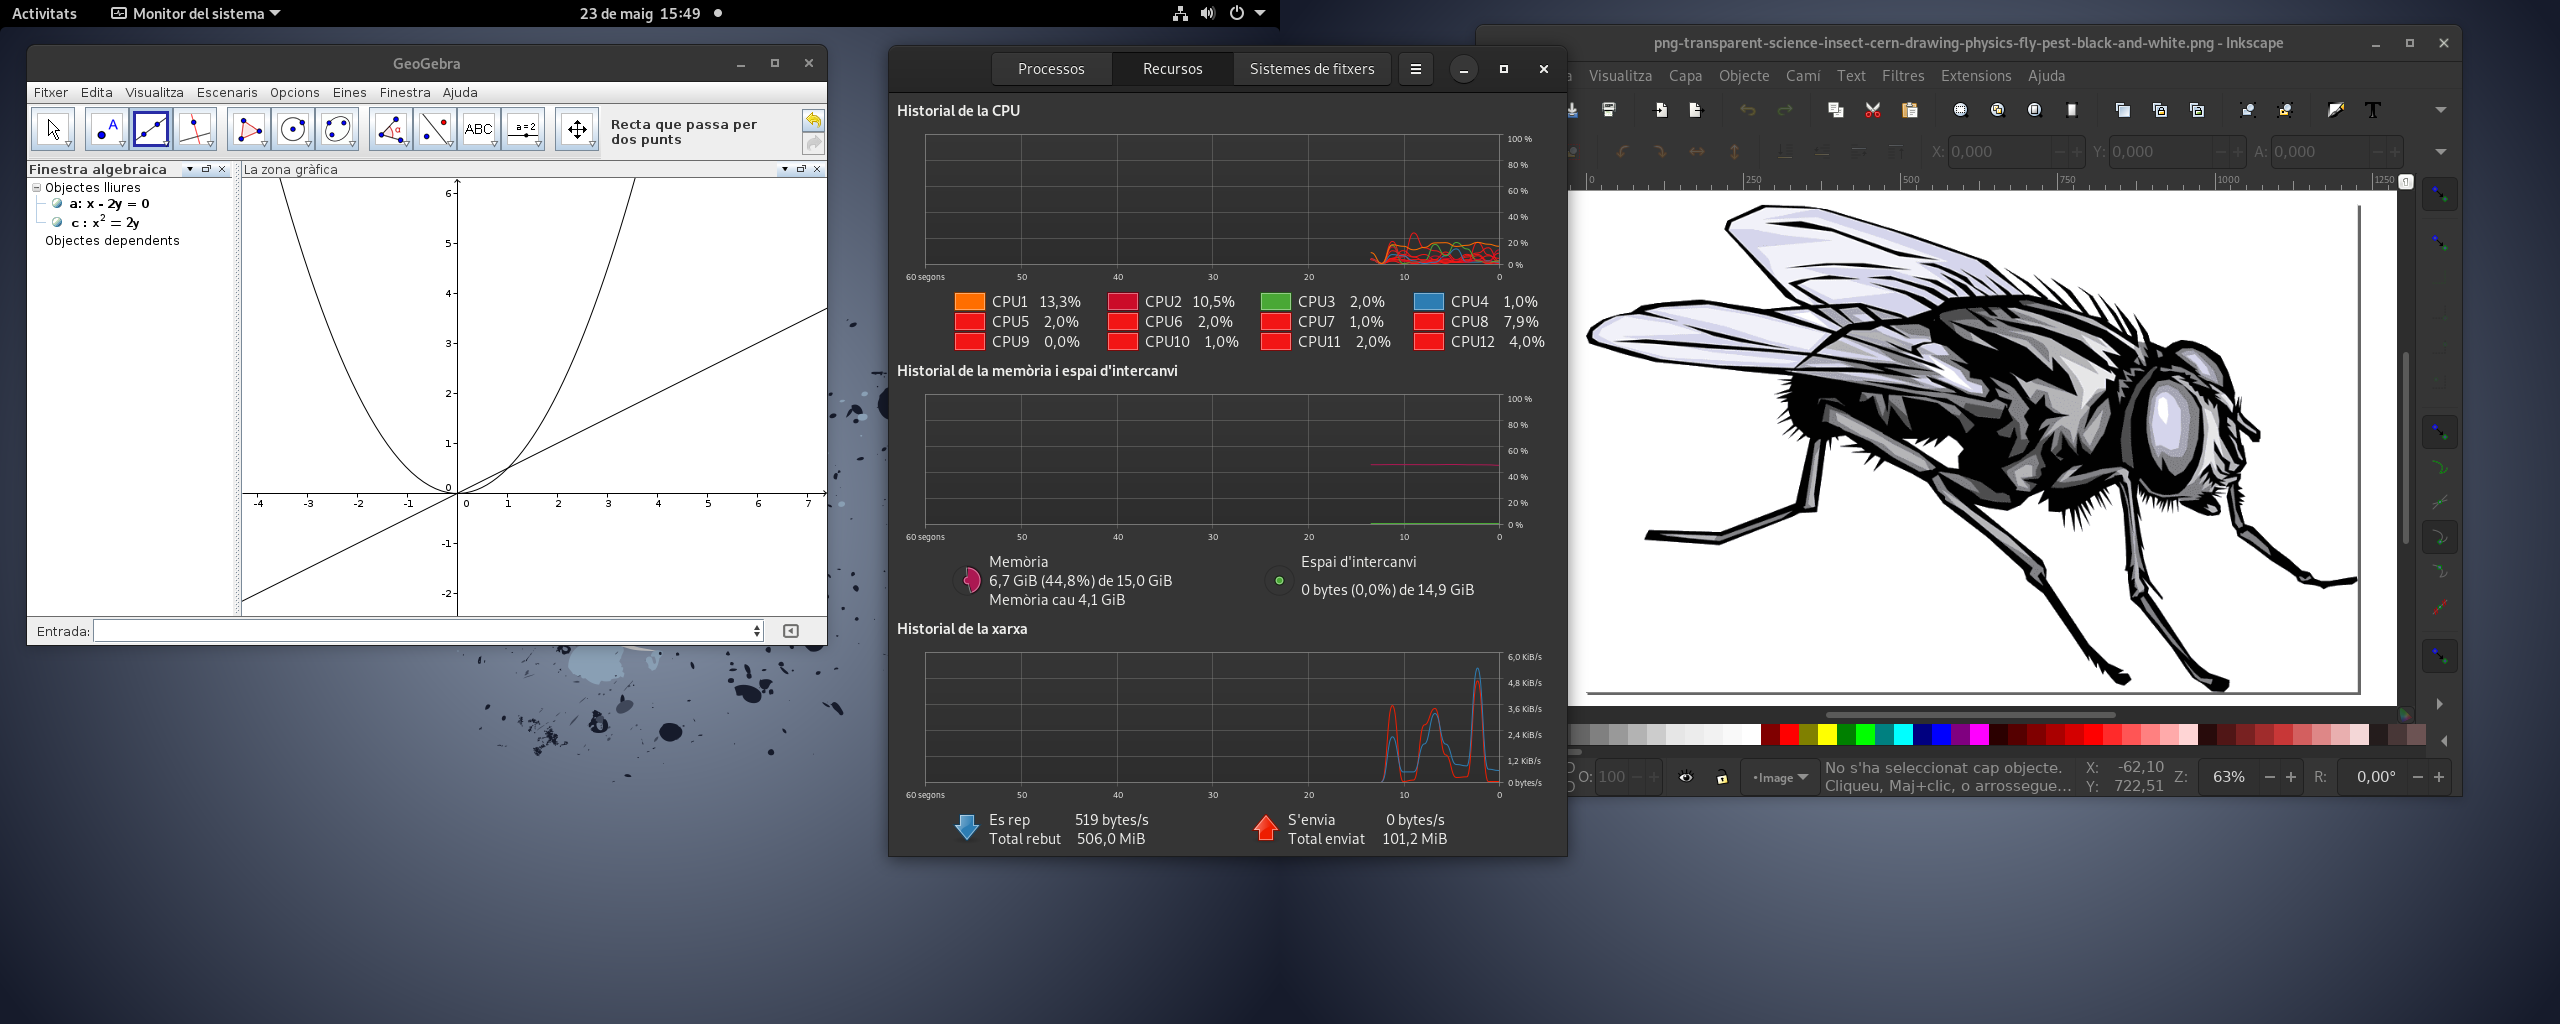 Activitats
Monitor del sistema
23 de maig 15:49
GeoGebra
Fitxer Edita Visualitza Escenaris Opcions Eines Finestra Ajuda
A
α
ABC
a=2
Recta que passa per
dos punts
Finestra algebraica
La zona gràfica
Objectes lliures
a: x - 2y = 0
c : x² = 2y
Objectes dependents
6
5
4
3
2
1
0
-4 -3 -2 -1 0 1 2 3 4 5 6 7
-1
-2
Entrada:
Processos Recursos Sistemes de fitxers
Historial de la CPU
100 %
80 %
60 %
40 %
20 %
0 %
60 segons 50 40 30 20 10 0
CPU1 13,3% CPU2 10,5% CPU3 2,0% CPU4 1,0%
CPU5 2,0% CPU6 2,0% CPU7 1,0% CPU8 7,9%
CPU9 0,0% CPU10 1,0% CPU11 2,0% CPU12 4,0%
Historial de la memòria i espai d'intercanvi
100 %
80 %
60 %
40 %
20 %
0 %
60 segons 50 40 30 20 10 0
Memòria
6,7 GiB (44,8%) de 15,0 GiB
Memòria cau 4,1 GiB
Espai d'intercanvi
0 bytes (0,0%) de 14,9 GiB
Historial de la xarxa
6,0 KiB/s
4,8 KiB/s
3,6 KiB/s
2,4 KiB/s
1,2 KiB/s
0 bytes/s
60 segons 50 40 30 20 10 0
Es rep 519 bytes/s
Total rebut 506,0 MiB
S'envia 0 bytes/s
Total enviat 101,2 MiB
png-transparent-science-insect-cern-drawing-physics-fly-pest-black-and-white.png - Inkscape
a Visualitza Capa Objecte Camí Text Filtres Extensions Ajuda
X: 0,000 Y: 0,000 A: 0,000
0 250 500 750 1000 1250
O: 100
•Image
No s'ha seleccionat cap objecte.
Cliqueu, Maj+clic, o arrossegue...
X: -62,10
Y: 722,51
Z: 63%
R: 0,00°